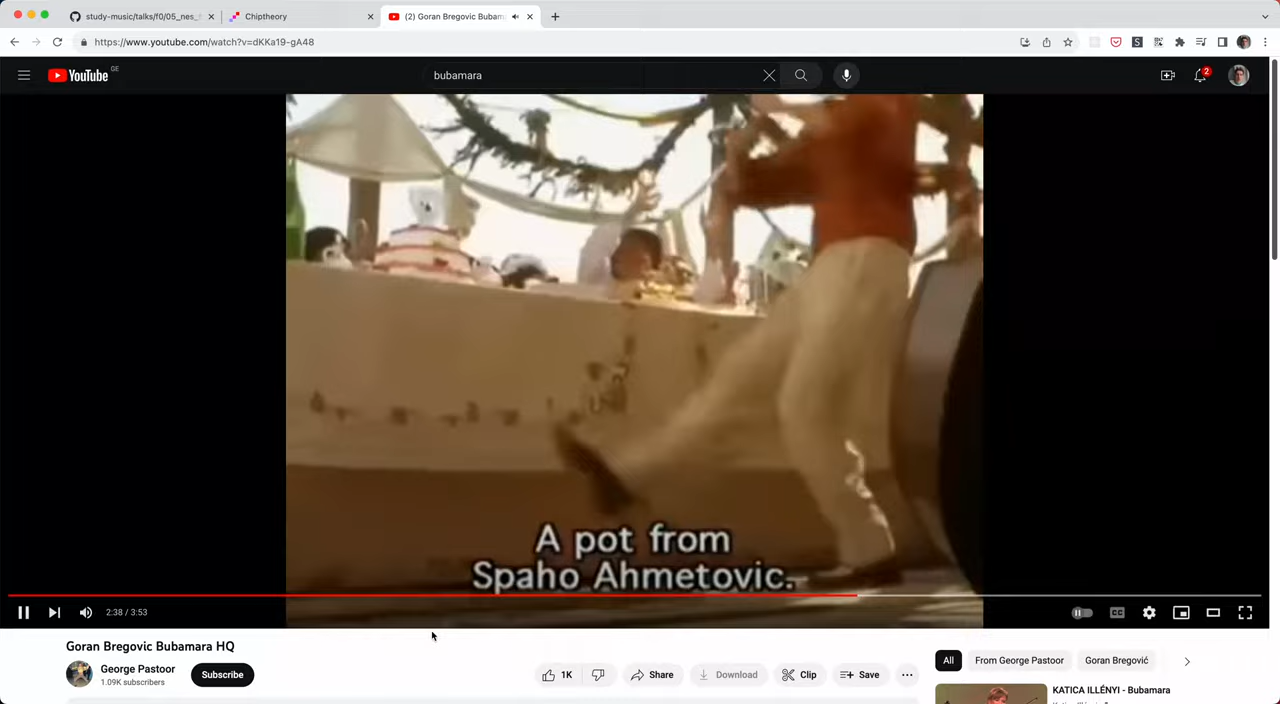 study-music/talks/f0/05_nes_
Chiptheory
(2) Goran Bregovic Bubam
https://www.youtube.com/watch?v=dKKa19-gA48
YouTube GE
bubamara
2
A pot from
Spaho Ahmetovic.
2:38 / 3:53
CC
Goran Bregovic Bubamara HQ
George Pastoor
1.09K subscribers
Subscribe
1K
Share
Download
Clip
Save
All
From George Pastoor
Goran Bregović
KATICA ILLÉNYI - Bubamara